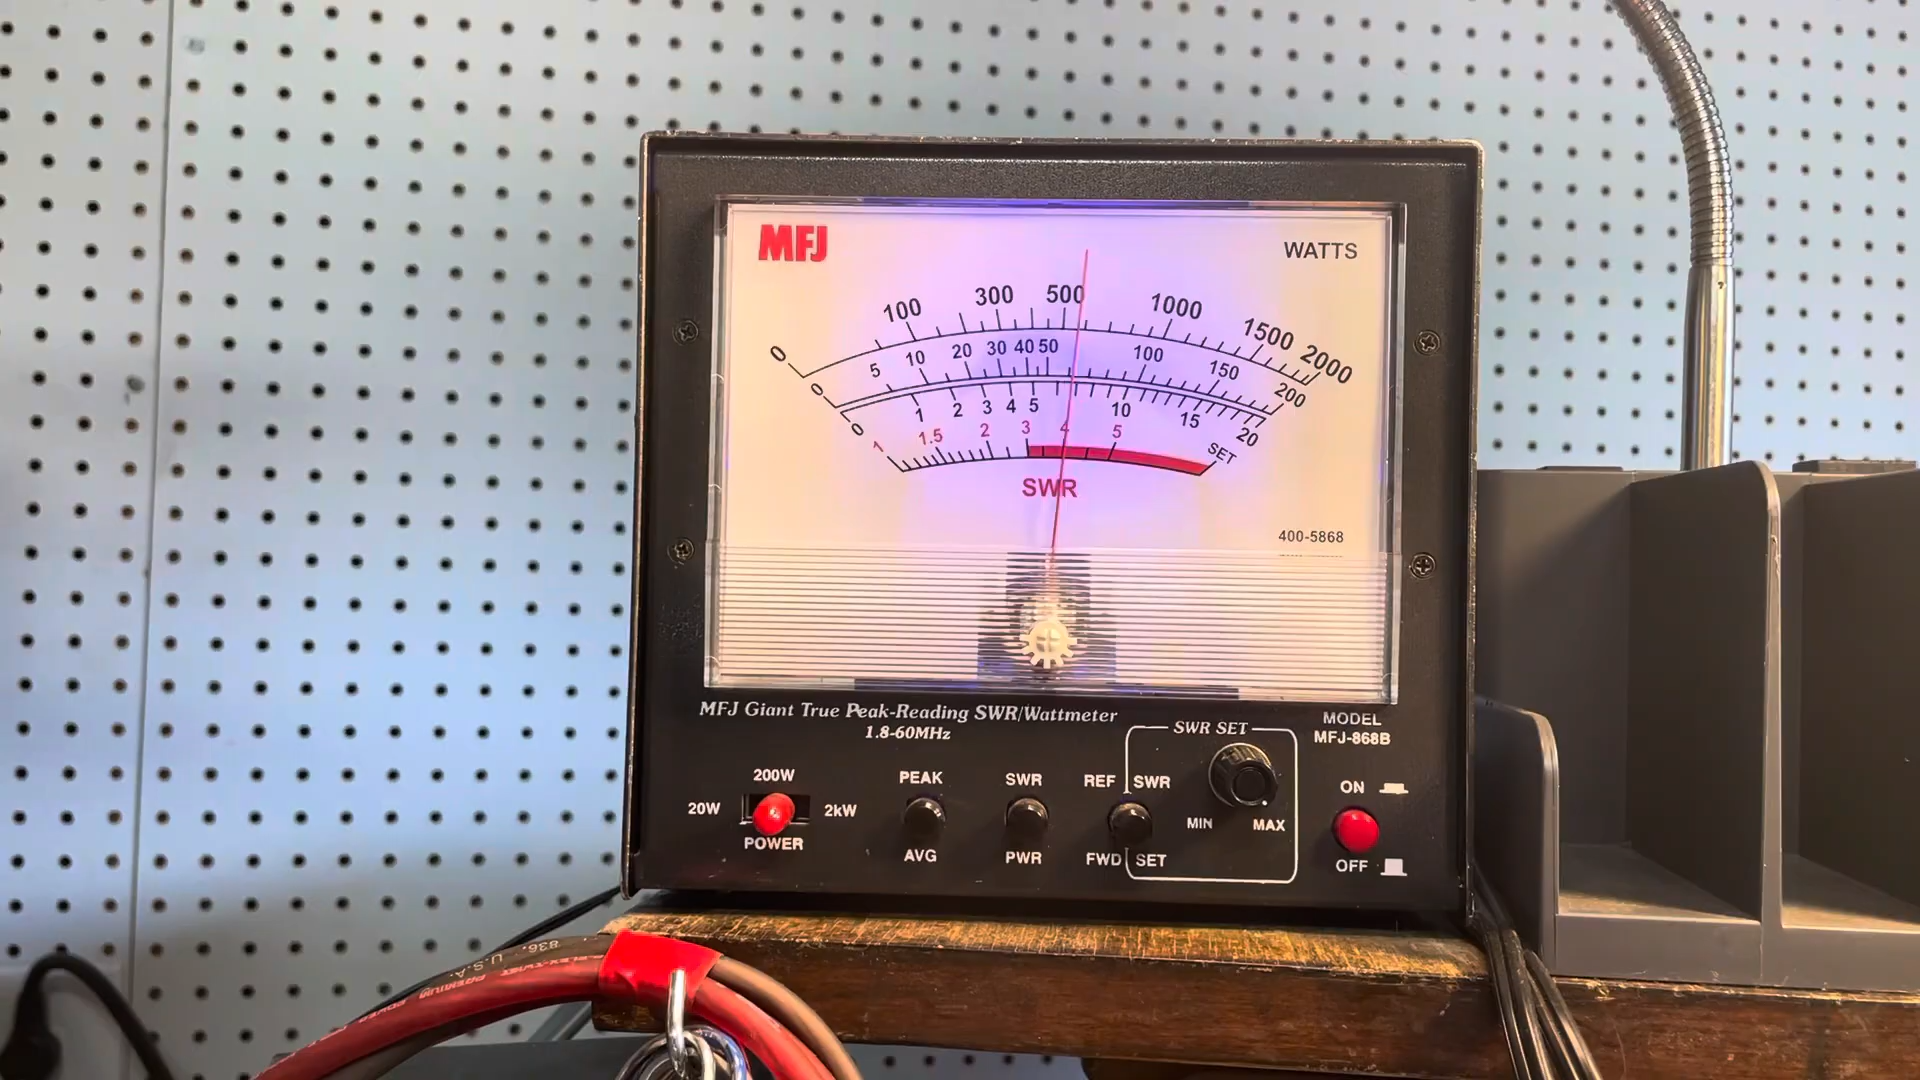 MFJ
WATTS
0 100 300 500 1000 1500 2000
0 5 10 20 30 40 50 100 150 200
0 1 2 3 4 5 10 15 20
1 1.5 2 3 4 5 SET
SWR
400-5868
MFJ Giant True Peak-Reading SWR/Wattmeter
1.8-60MHz
SWR SET
MODEL
MFJ-868B
200W
20W
2kW
POWER
PEAK
AVG
SWR
PWR
REF SWR
FWD SET
MIN MAX
ON
OFF
836.
U.S.A.